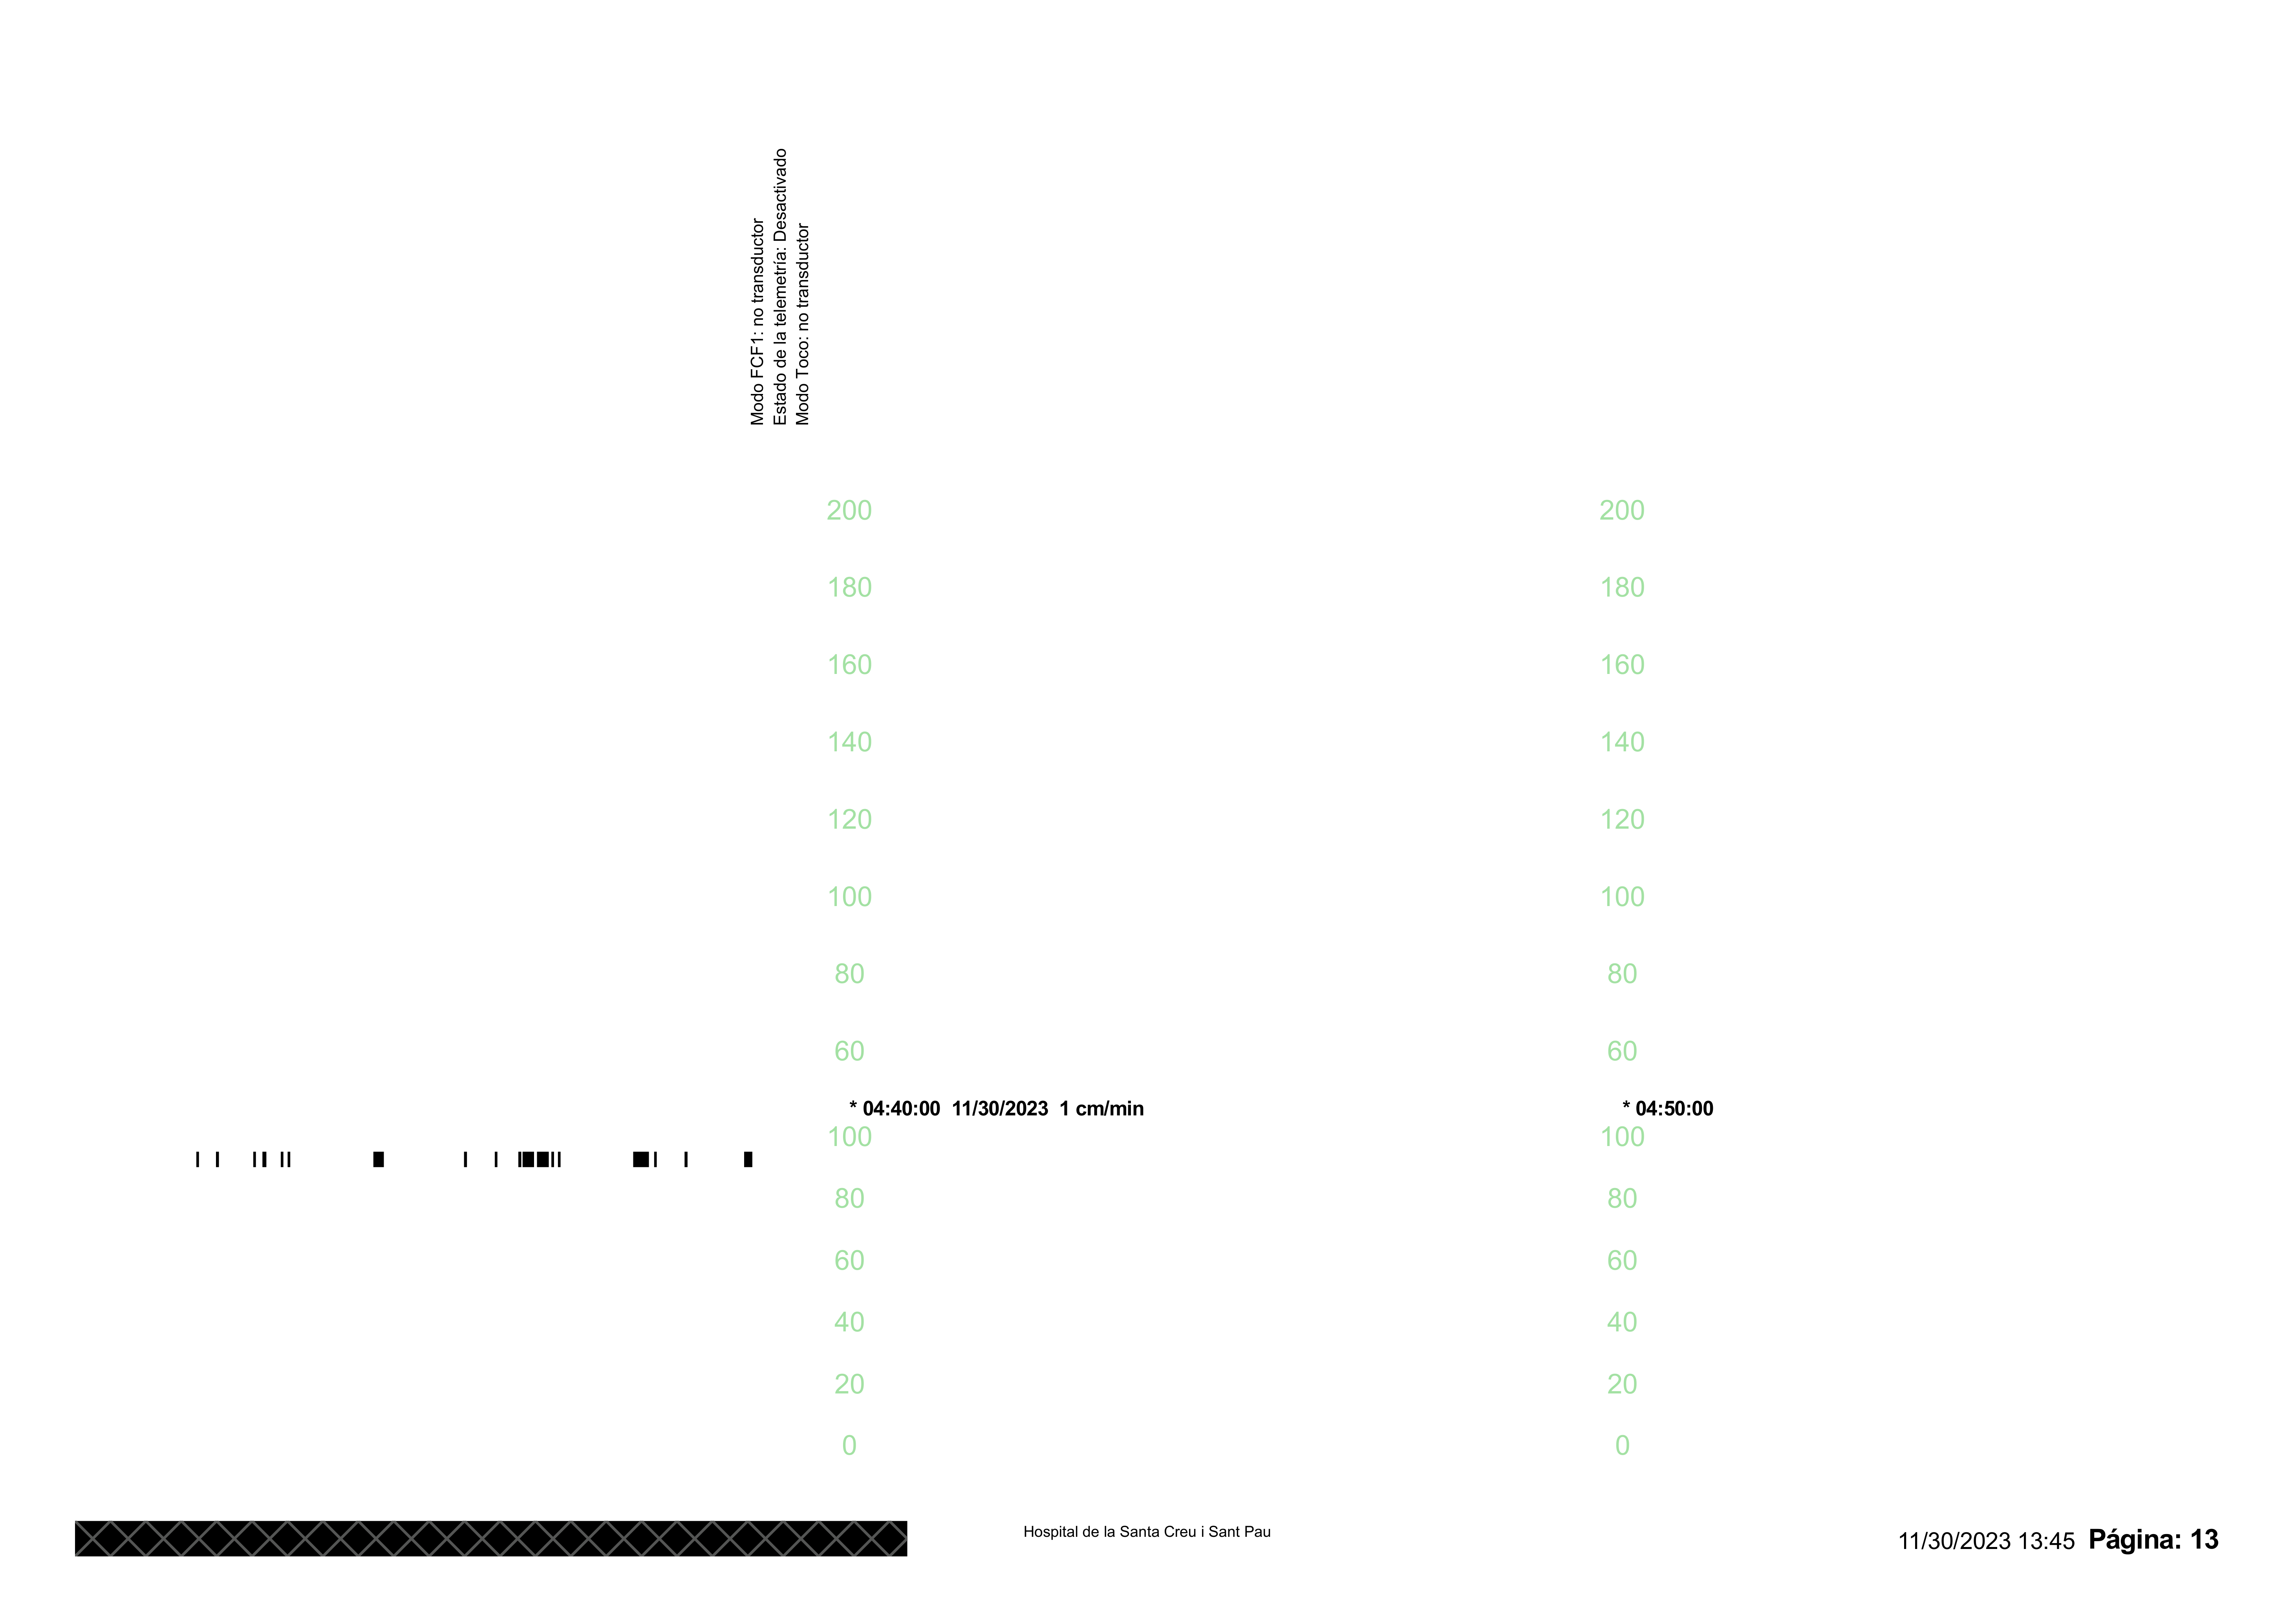 Modo FCF1: no transductor
Estado de la telemetría: Desactivado
Modo Toco: no transductor
200 200
180 180
160 160
140 140
120 120
100 100
80 80
60 60
* 04:40:00 11/30/2023 1 cm/min * 04:50:00
100 100
80 80
60 60
40 40
20 20
0 0
Hospital de la Santa Creu i Sant Pau
11/30/2023 13:45 Página: 13